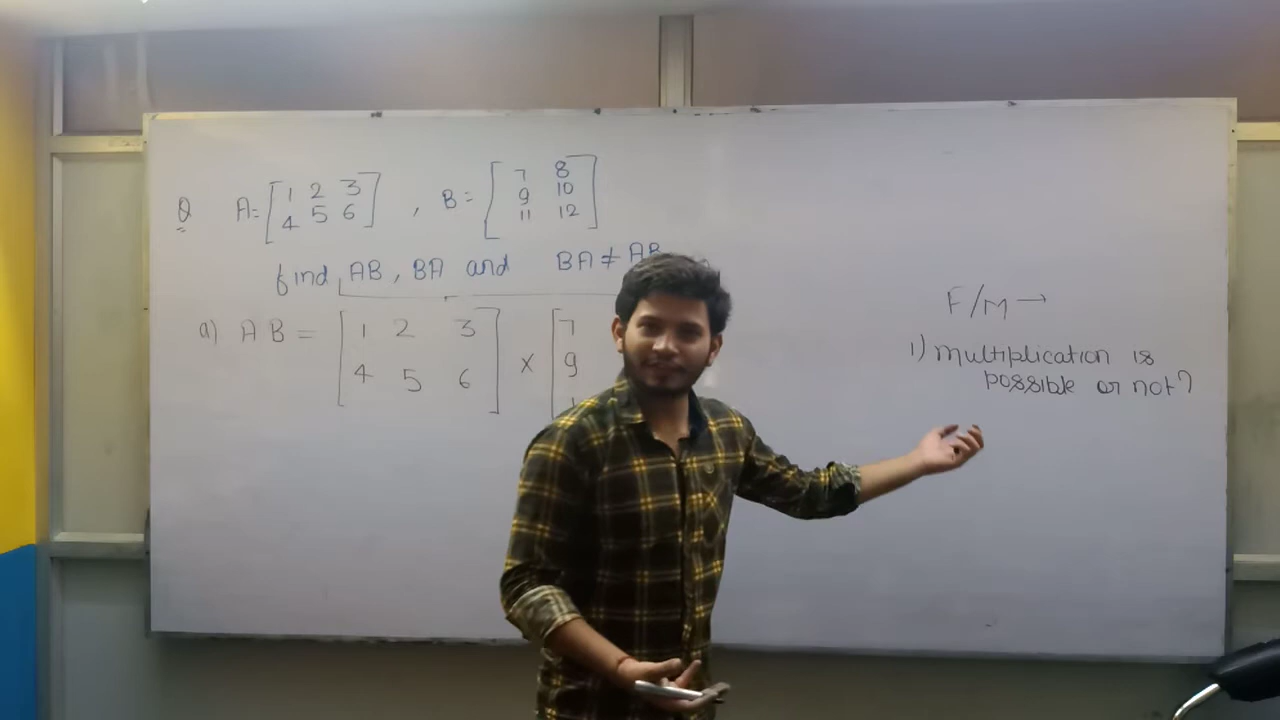 Q A = [ 1 2 3
4 5 6 ] , B = [ 7 8
9 10
11 12 ]
find AB, BA and BA ≠ AB
a) AB = [ 1 2 3
4 5 6 ] × [ 7
9
F/M →
1) multiplication is
possible or not?